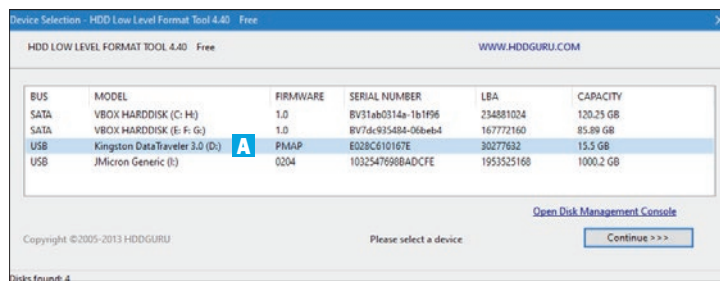 Device Selection - HDD Low Level Format Tool 4.40 Free
HDD LOW LEVEL FORMAT TOOL 4.40 Free WWW.HDDGURU.COM
BUS MODEL FIRMWARE SERIAL NUMBER LBA CAPACITY
SATA VBOX HARDDISK (C: H:) 1.0 BV31ab0314a-1b1f96 234881024 120.25 GB
SATA VBOX HARDDISK (E: F: G:) 1.0 BV7dc935484-06beb4 167772160 85.89 GB
USB Kingston DataTraveler 3.0 (D:) A PMAP E028C610167E 30277632 15.5 GB
USB JMicron Generic (I:) 0204 1032547698BADCFE 1953525168 1000.2 GB
Open Disk Management Console
Copyright ©2005-2013 HDDGURU Please select a device Continue >>>
Disks found: 4